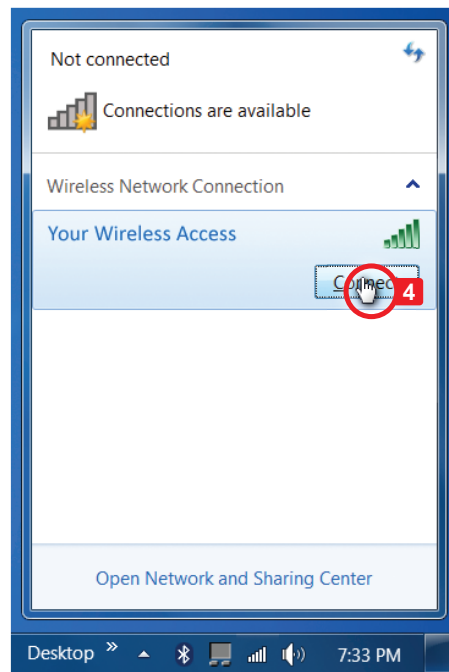 Not connected
Connections are available
Wireless Network Connection
Your Wireless Access
Connect
4
Open Network and Sharing Center
Desktop »
7:33 PM